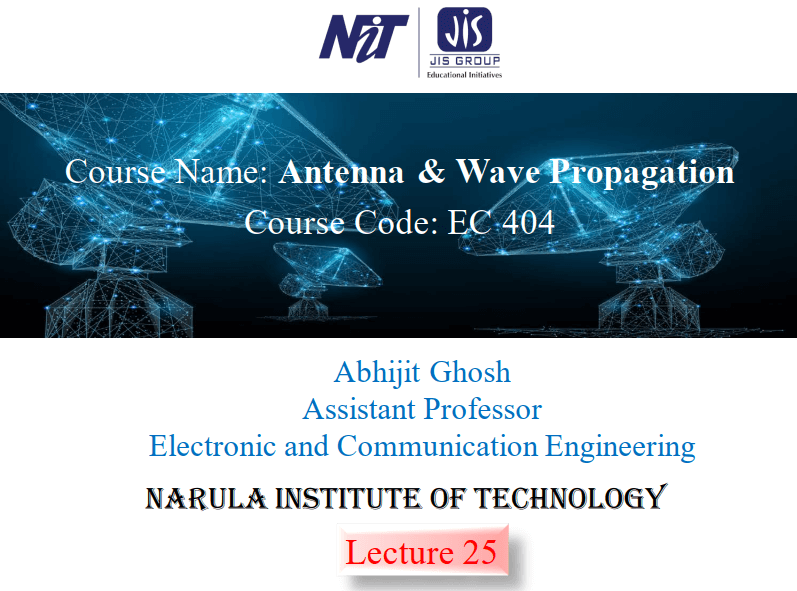 NiT JIS
JIS GROUP
Educational Initiatives
Course Name: Antenna & Wave Propagation
Course Code: EC 404
Abhijit Ghosh
Assistant Professor
Electronic and Communication Engineering
NARULA INSTITUTE OF TECHNOLOGY
Lecture 25